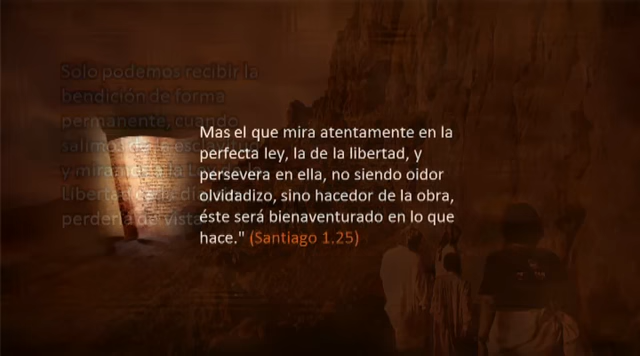 Solo podemos recibir la
bendición de forma
permanente, cuando
salimos de la esclavitud
y miramos a la
Libertad
perderla de vista
Mas el que mira atentamente en la
perfecta ley, la de la libertad, y
persevera en ella, no siendo oidor
olvidadizo, sino hacedor de la obra,
éste será bienaventurado en lo que
hace." (Santiago 1.25)